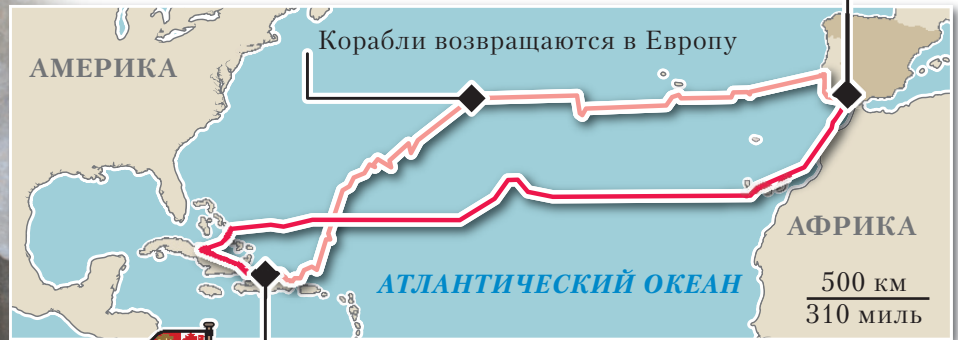 Корабли возвращаются в Европу
АМЕРИКА
АФРИКА
АТЛАНТИЧЕСКИЙ ОКЕАН
500 км
310 миль